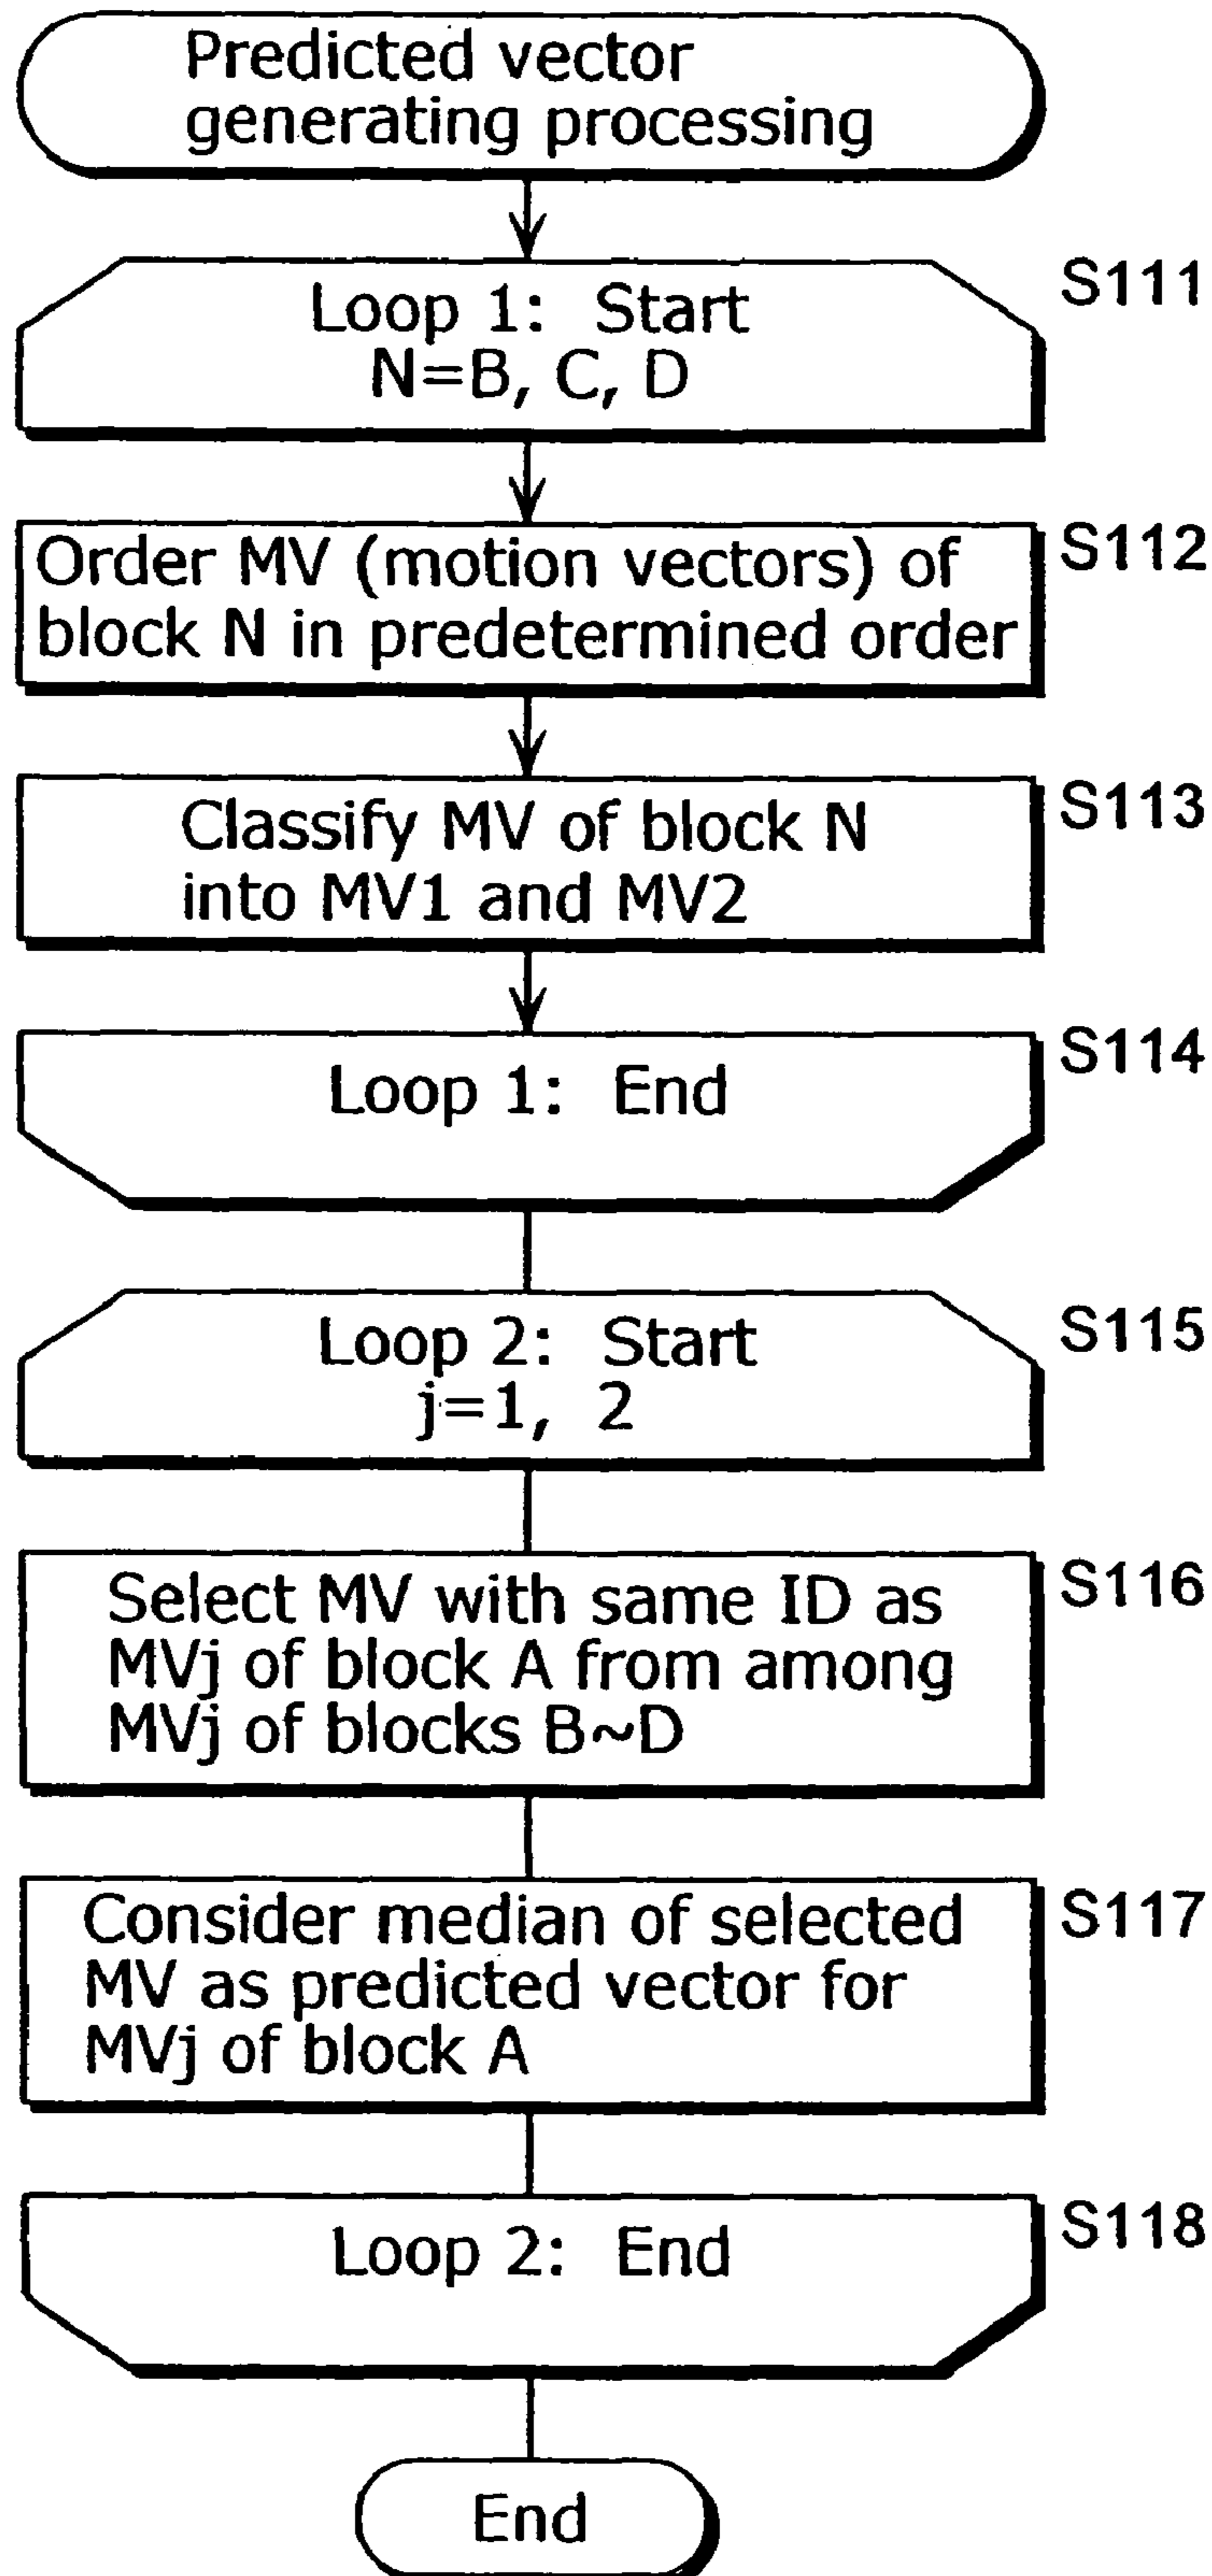 Predicted vector
generating processing
S111
Loop 1: Start
N=B, C, D
S112
Order MV (motion vectors) of
block N in predetermined order
S113
Classify MV of block N
into MV1 and MV2
S114
Loop 1: End
S115
Loop 2: Start
j=1, 2
S116
Select MV with same ID as
MVj of block A from among
MVj of blocks B~D
S117
Consider median of selected
MV as predicted vector for
MVj of block A
S118
Loop 2: End
End